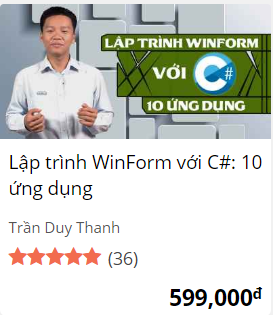 LẬP TRÌNH WINFORM
VỚI C#
10 ỨNG DỤNG
Lập trình WinForm với C#: 10
ứng dụng
Trần Duy Thanh
(36)
599,000đ